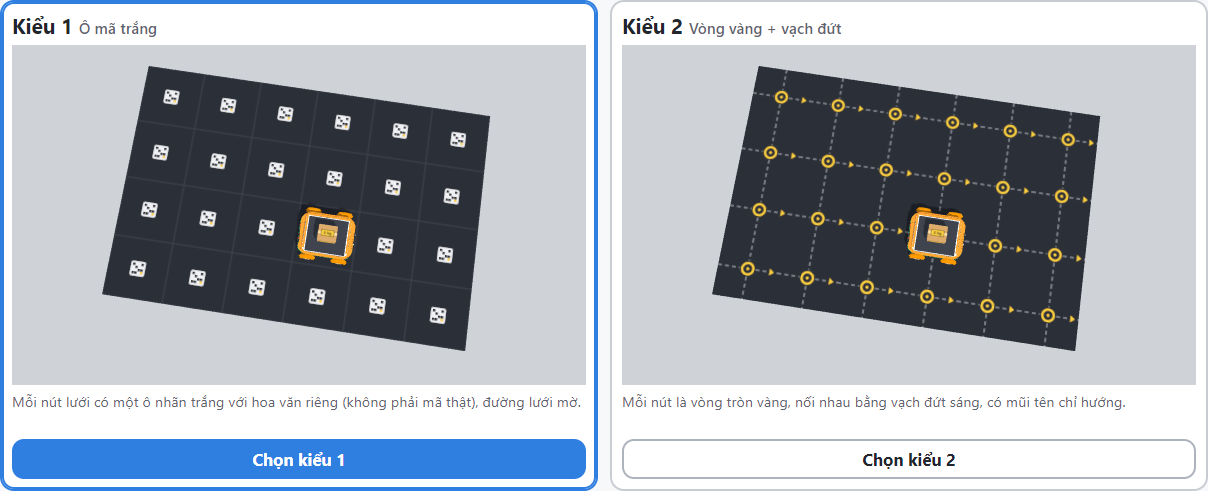 Kiểu 1 Ô mã trắng
Mỗi nút lưới có một ô nhãn trắng với hoa văn riêng (không phải mã thật), đường lưới mờ.
Chọn kiểu 1
Kiểu 2 Vòng vàng + vạch đứt
Mỗi nút là vòng tròn vàng, nối nhau bằng vạch đứt sáng, có mũi tên chỉ hướng.
Chọn kiểu 2